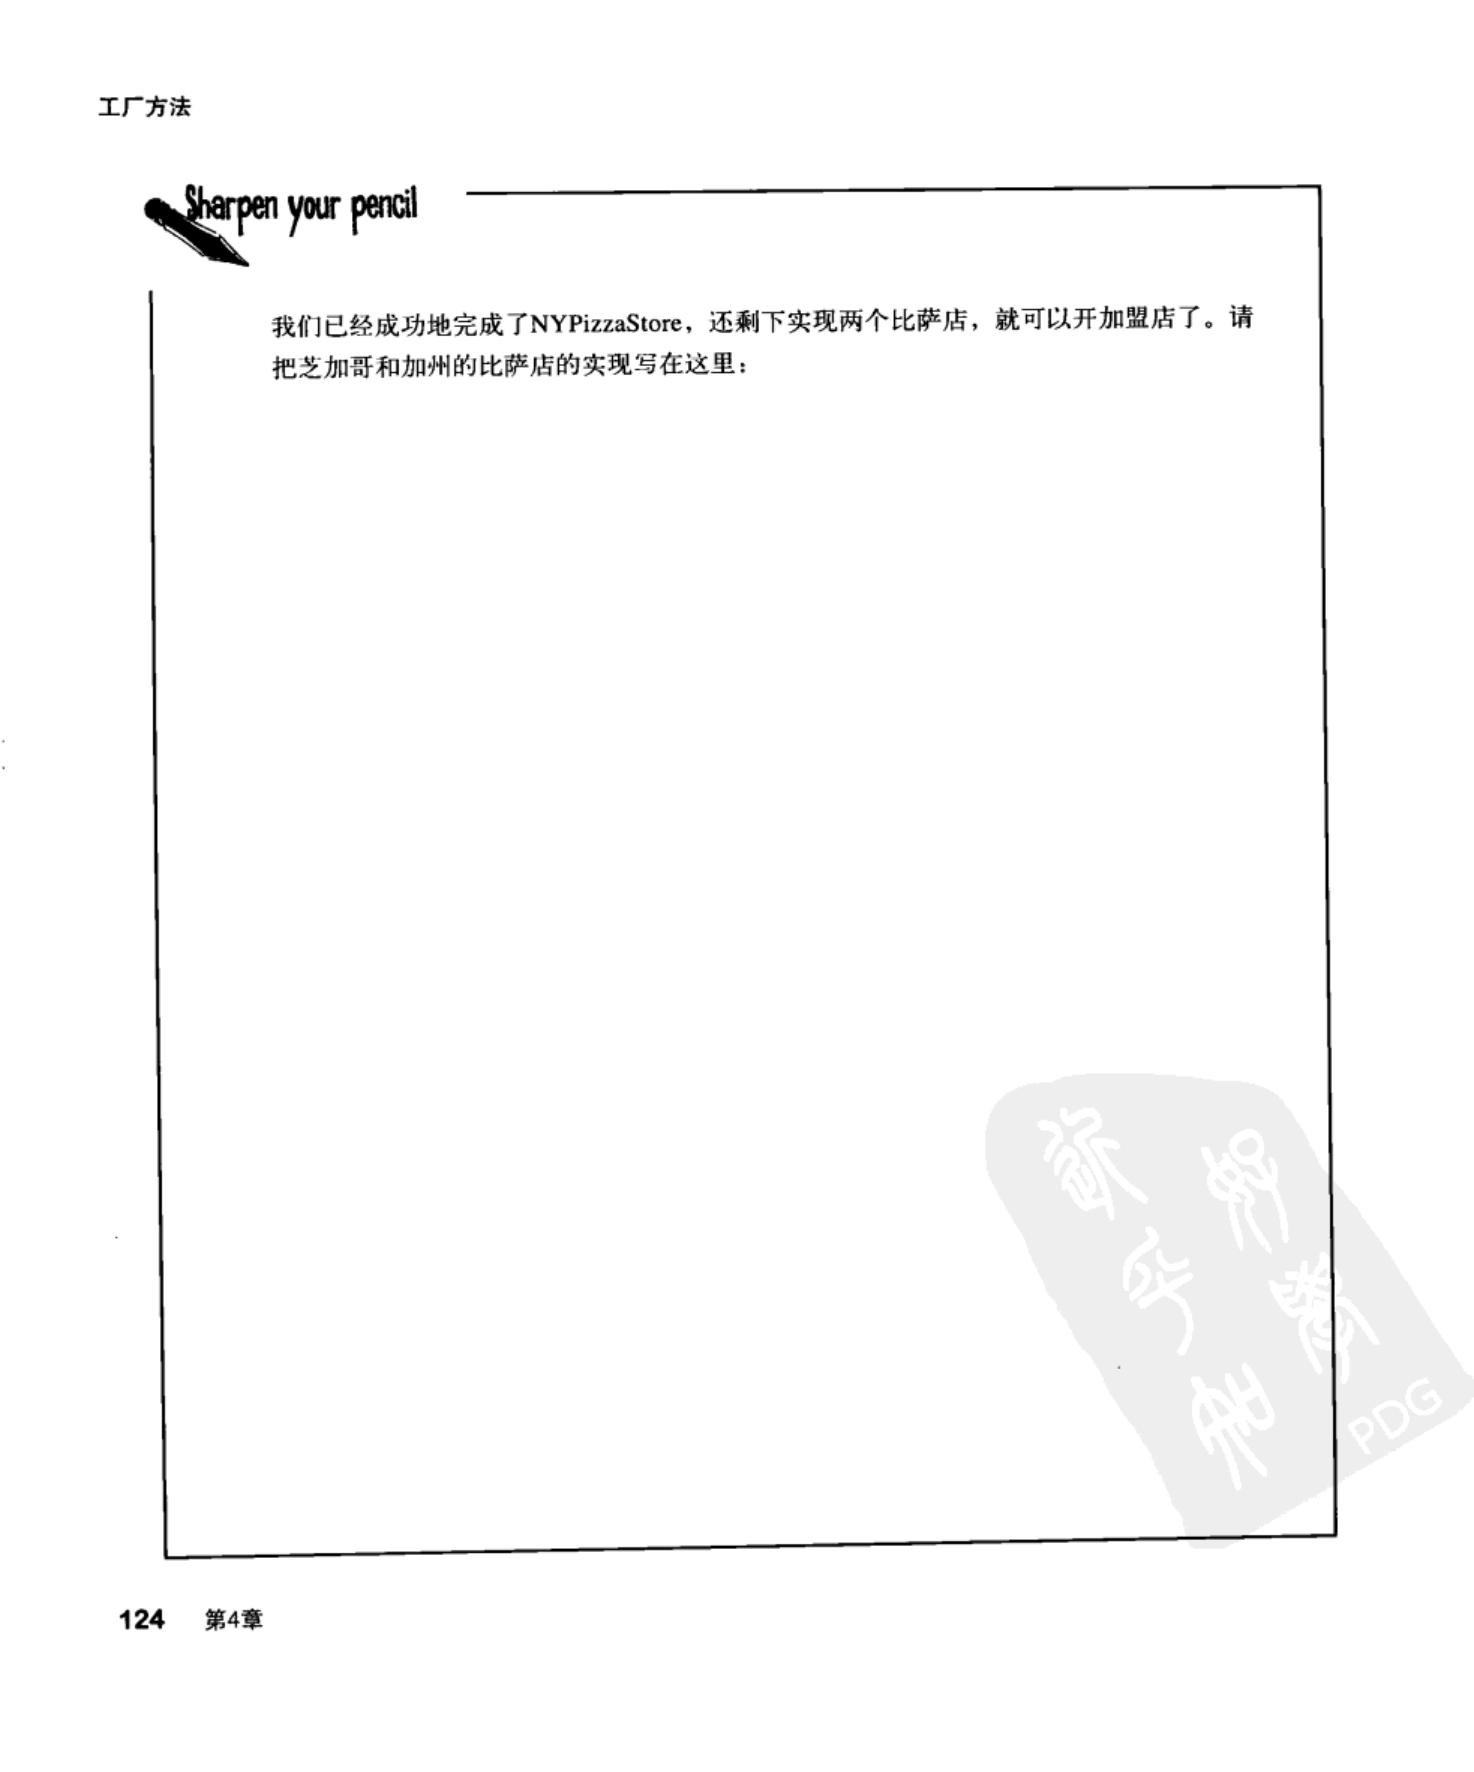 工厂方法
Sharpen your pencil
我们已经成功地完成了NYPizzaStore，还剩下实现两个比萨店，就可以开加盟店了。请
把芝加哥和加州的比萨店的实现写在这里：
PDG
124 第4章